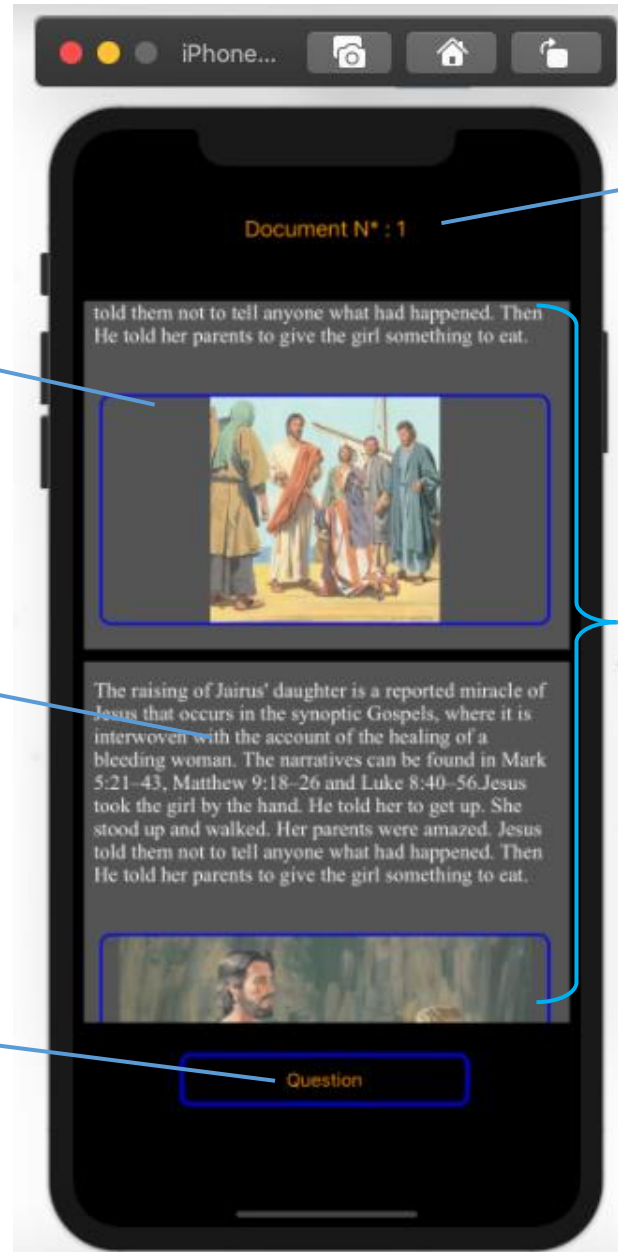 iPhone...
Document N* : 1
told them not to tell anyone what had happened. Then
He told her parents to give the girl something to eat.
The raising of Jairus' daughter is a reported miracle of
Jesus that occurs in the synoptic Gospels, where it is
interwoven with the account of the healing of a
bleeding woman. The narratives can be found in Mark
5:21–43, Matthew 9:18–26 and Luke 8:40–56.Jesus
took the girl by the hand. He told her to get up. She
stood up and walked. Her parents were amazed. Jesus
told them not to tell anyone what had happened. Then
He told her parents to give the girl something to eat.
Question